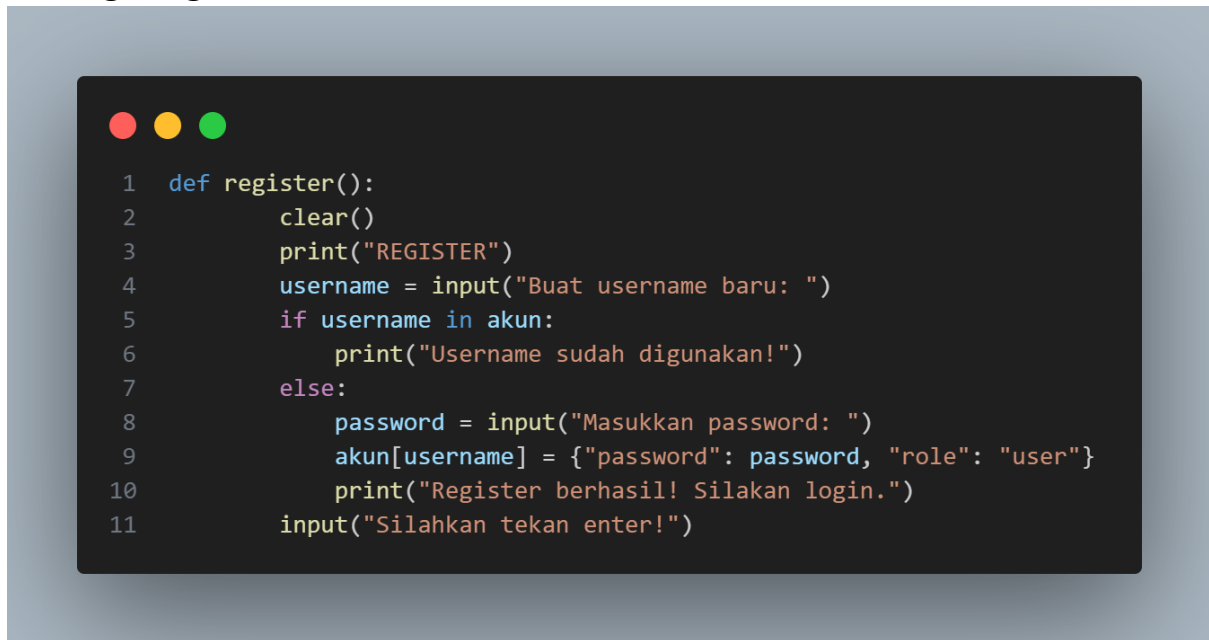 1 def register():
2 clear()
3 print("REGISTER")
4 username = input("Buat username baru: ")
5 if username in akun:
6 print("Username sudah digunakan!")
7 else:
8 password = input("Masukkan password: ")
9 akun[username] = {"password": password, "role": "user"}
10 print("Register berhasil! Silakan login.")
11 input("Silahkan tekan enter!")